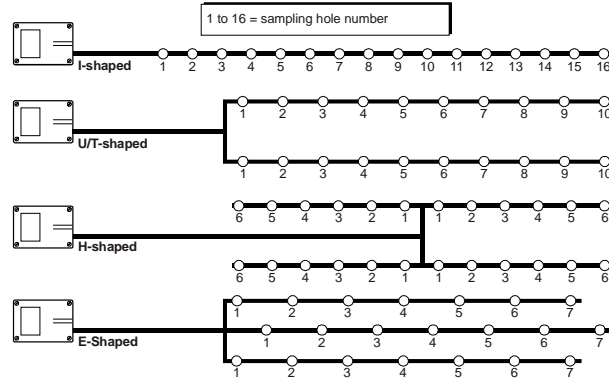 1 to 16 = sampling hole number
I-shaped
1 2 3 4 5 6 7 8 9 10 11 12 13 14 15 16
1 2 3 4 5 6 7 8 9 10
U/T-shaped
1 2 3 4 5 6 7 8 9 10
6 5 4 3 2 1 1 2 3 4 5 6
H-shaped
6 5 4 3 2 1 1 2 3 4 5 6
1 2 3 4 5 6 7
E-Shaped
1 2 3 4 5 6 7
1 2 3 4 5 6 7